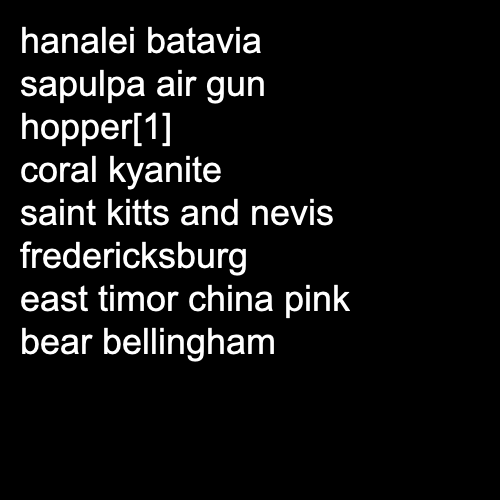 hanalei batavia
sapulpa air gun
hopper[1]
coral kyanite
saint kitts and nevis
fredericksburg
east timor china pink
bear bellingham